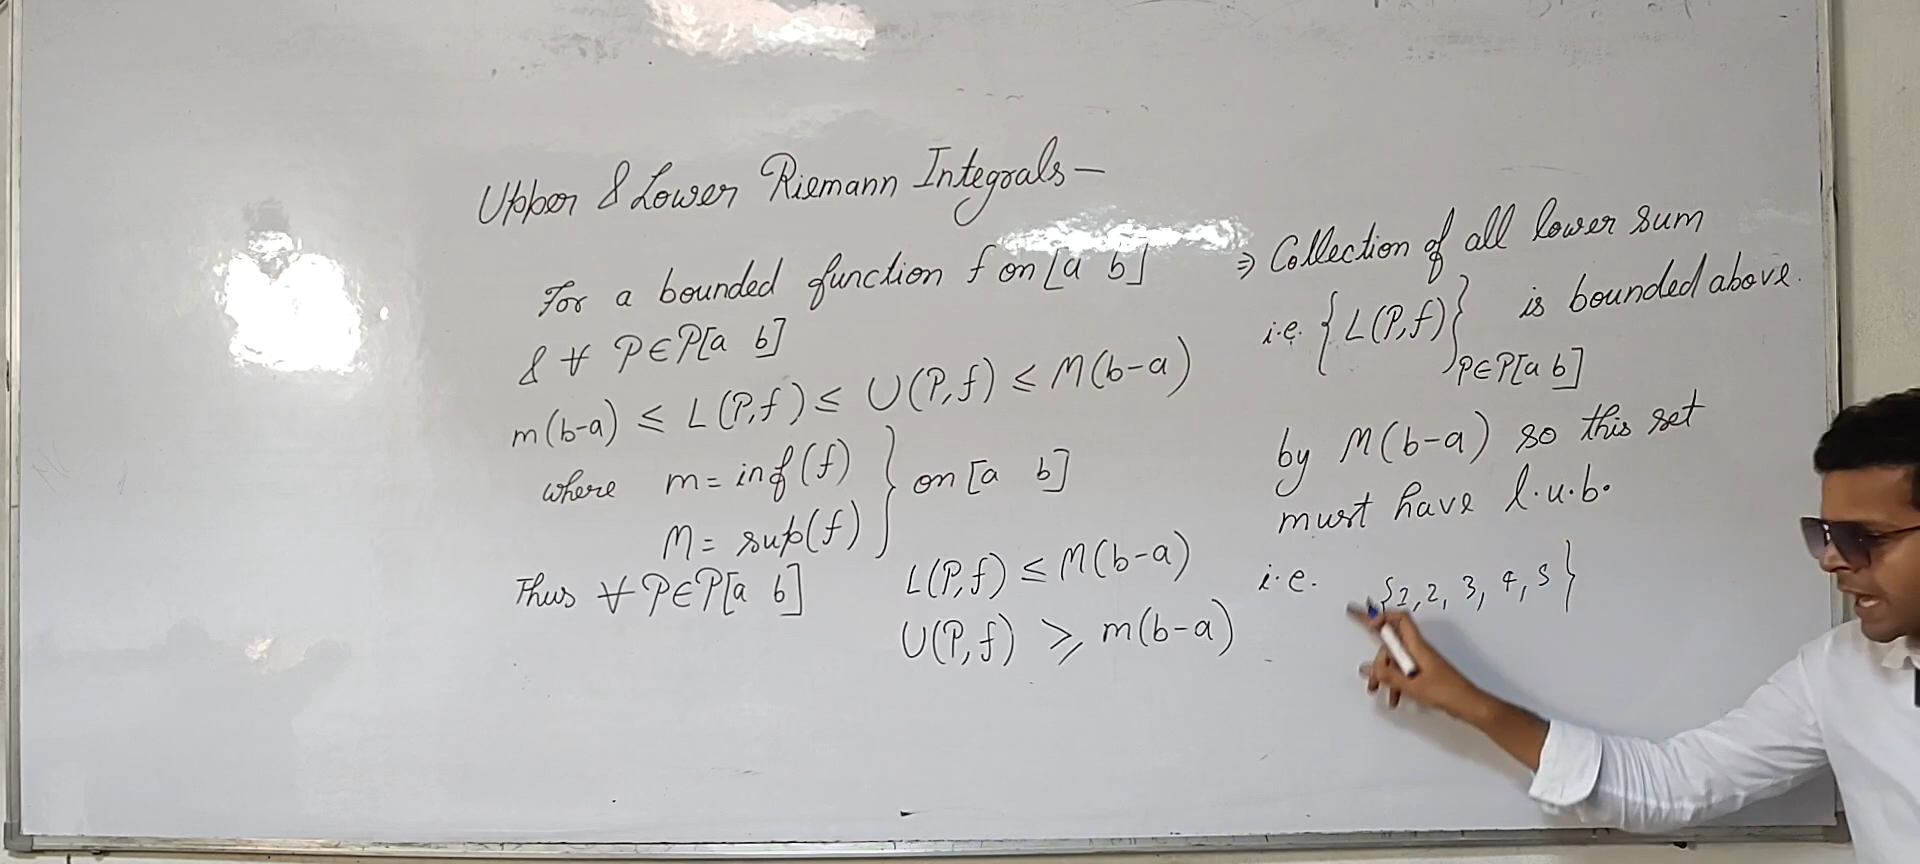 Upper & Lower Riemann Integrals –
For a bounded function f on [a b]
& ∀ P∈P[a b]
m(b-a) ≤ L(P,f) ≤ U(P,f) ≤ M(b-a)
where m = inf(f)
M = sup(f) } on [a b]
Thus ∀ P∈P[a b]
L(P,f) ≤ M(b-a)
U(P,f) ≥ m(b-a)
⇒ Collection of all lower sum
i.e. {L(P,f)} is bounded above.
P∈P[a b]
by M(b-a) so this set
must have l.u.b.
i.e. {1, 2, 3, 4, 5}